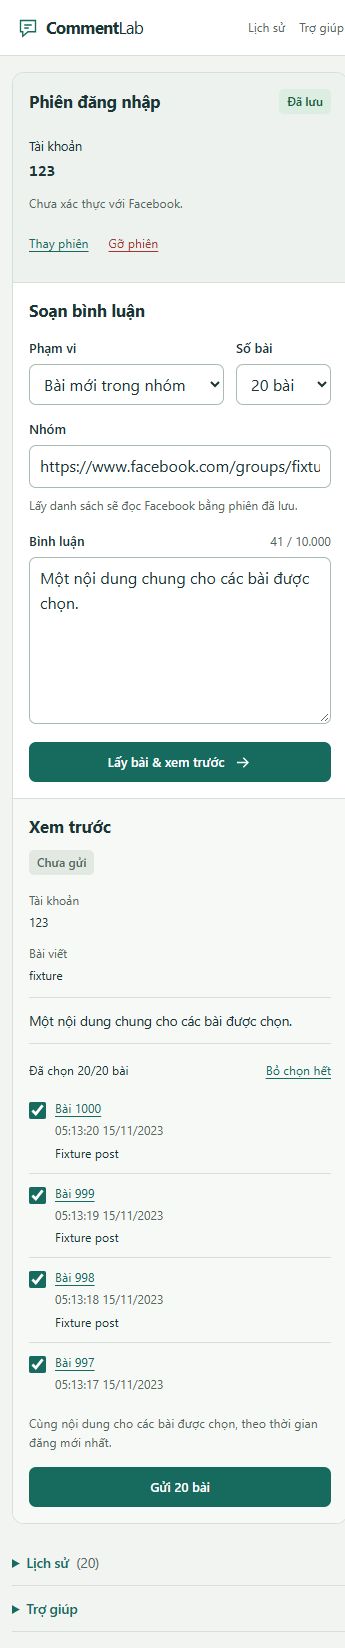 CommentLab
Lịch sử Trợ giúp
Phiên đăng nhập
Đã lưu
Tài khoản
123
Chưa xác thực với Facebook.
Thay phiên Gỡ phiên
Soạn bình luận
Phạm vi Số bài
Bài mới trong nhóm 20 bài
Nhóm
https://www.facebook.com/groups/fixtu
Lấy danh sách sẽ đọc Facebook bằng phiên đã lưu.
Bình luận 41 / 10.000
Một nội dung chung cho các bài được
chọn.
Lấy bài & xem trước →
Xem trước
Chưa gửi
Tài khoản
123
Bài viết
fixture
Một nội dung chung cho các bài được chọn.
Đã chọn 20/20 bài Bỏ chọn hết
Bài 1000
05:13:20 15/11/2023
Fixture post
Bài 999
05:13:19 15/11/2023
Fixture post
Bài 998
05:13:18 15/11/2023
Fixture post
Bài 997
05:13:17 15/11/2023
Cùng nội dung cho các bài được chọn, theo thời gian
đăng mới nhất.
Gửi 20 bài
Lịch sử (20)
Trợ giúp